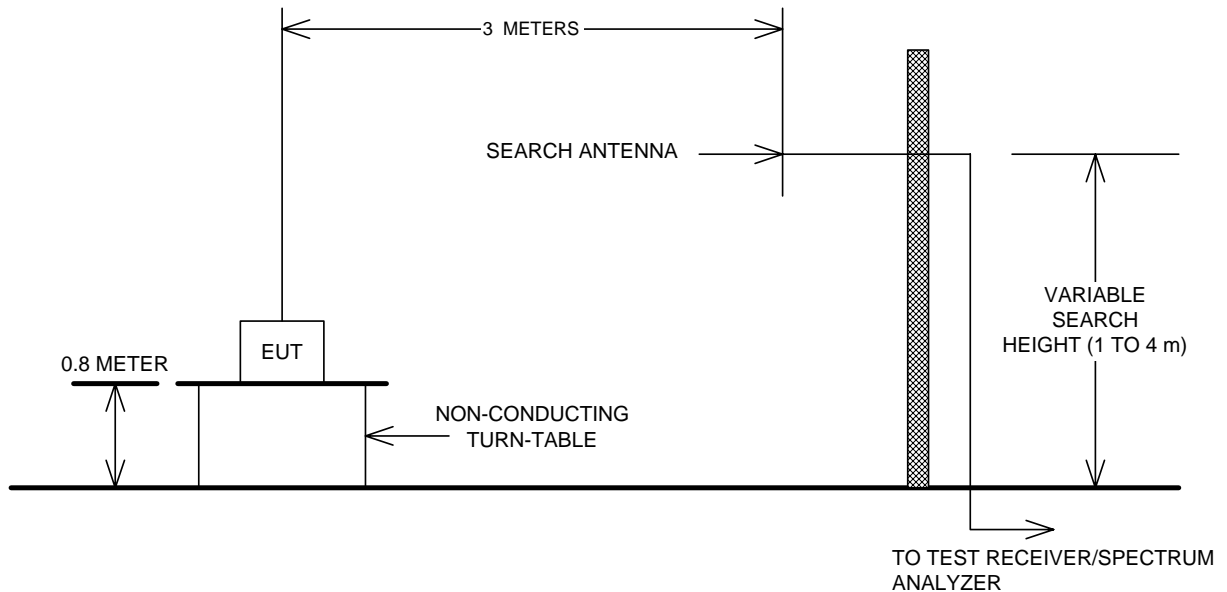 3 METERS
SEARCH ANTENNA
VARIABLE
SEARCH
HEIGHT (1 TO 4 m)
EUT
0.8 METER
NON-CONDUCTING
TURN-TABLE
TO TEST RECEIVER/SPECTRUM
ANALYZER